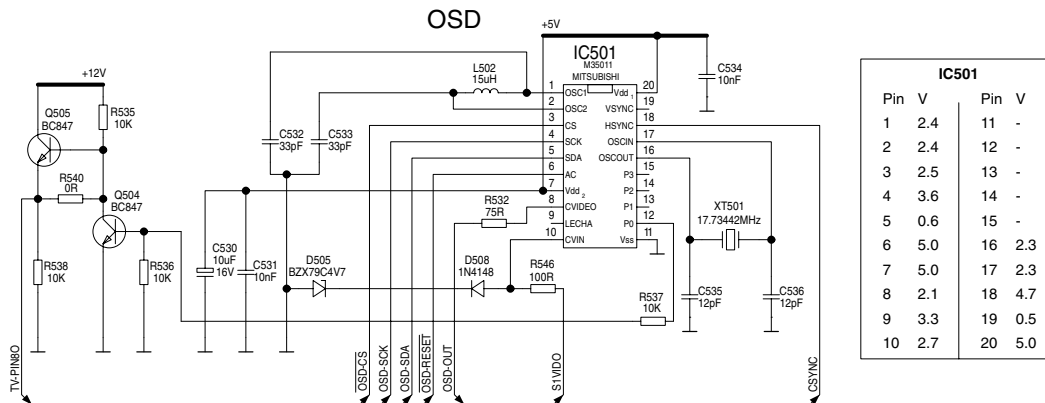 OSD
+5V
IC501
M35011
MITSUBISHI
L502
15uH
C534
10nF
+12V
Q505
BC847
R535
10K
C532
33pF
C533
33pF
1 OSC1 Vdd 1 20
2 OSC2 VSYNC 19
3 CS HSYNC 18
4 SCK OSCIN 17
5 SDA OSCOUT 16
6 AC P3 15
7 Vdd 2 P2 14
8 CVIDEO P1 13
9 LECHA P0 12
10 CVIN Vss 11
R540
0R
Q504
BC847
R532
75R
XT501
17.73442MHz
R538
10K
R536
10K
C530
10uF
16V
C531
10nF
D505
BZX79C4V7
D508
1N4148
R546
100R
R537
10K
C535
12pF
C536
12pF
TV-PIN8O
OSD-CS
OSD-SCK
OSD-SDA
OSD-RESET
OSD-OUT
S1VIDO
CSYNC
IC501
Pin V Pin V
1 2.4 11 -
2 2.4 12 -
3 2.5 13 -
4 3.6 14 -
5 0.6 15 -
6 5.0 16 2.3
7 5.0 17 2.3
8 2.1 18 4.7
9 3.3 19 0.5
10 2.7 20 5.0